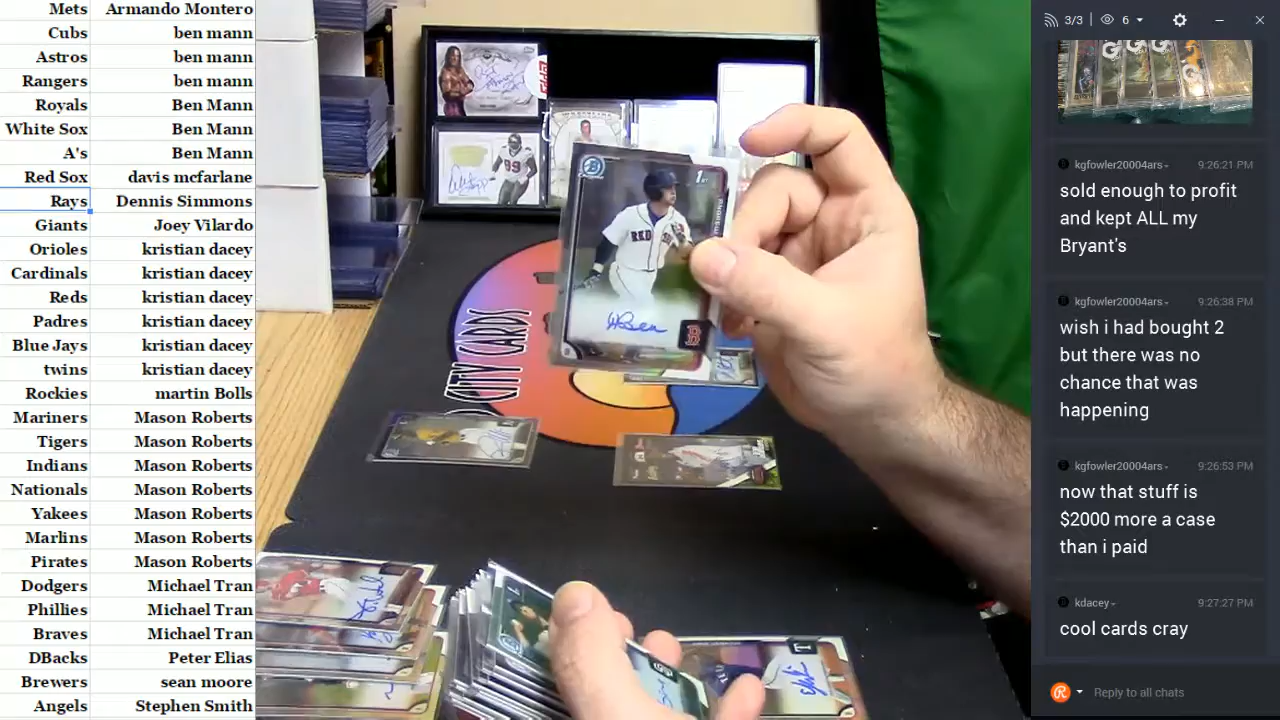 Mets Armando Montero
Cubs ben mann
Astros ben mann
Rangers ben mann
Royals Ben Mann
White Sox Ben Mann
A's Ben Mann
Red Sox davis mcfarlane
Rays Dennis Simmons
Giants Joey Vilardo
Orioles kristian dacey
Cardinals kristian dacey
Reds kristian dacey
Padres kristian dacey
Blue Jays kristian dacey
twins kristian dacey
Rockies martin Bolls
Mariners Mason Roberts
Tigers Mason Roberts
Indians Mason Roberts
Nationals Mason Roberts
Yakees Mason Roberts
Marlins Mason Roberts
Pirates Mason Roberts
Dodgers Michael Tran
Phillies Michael Tran
Braves Michael Tran
DBacks Peter Elias
Brewers sean moore
Angels Stephen Smith
99
B
1ST
RED
B
CITY CARDS
T
3/3
6
kgfowler20004ars 9:26:21 PM
sold enough to profit
and kept ALL my
Bryant's
kgfowler20004ars 9:26:38 PM
wish i had bought 2
but there was no
chance that was
happening
kgfowler20004ars 9:26:53 PM
now that stuff is
$2000 more a case
than i paid
kdacey 9:27:27 PM
cool cards cray
Reply to all chats